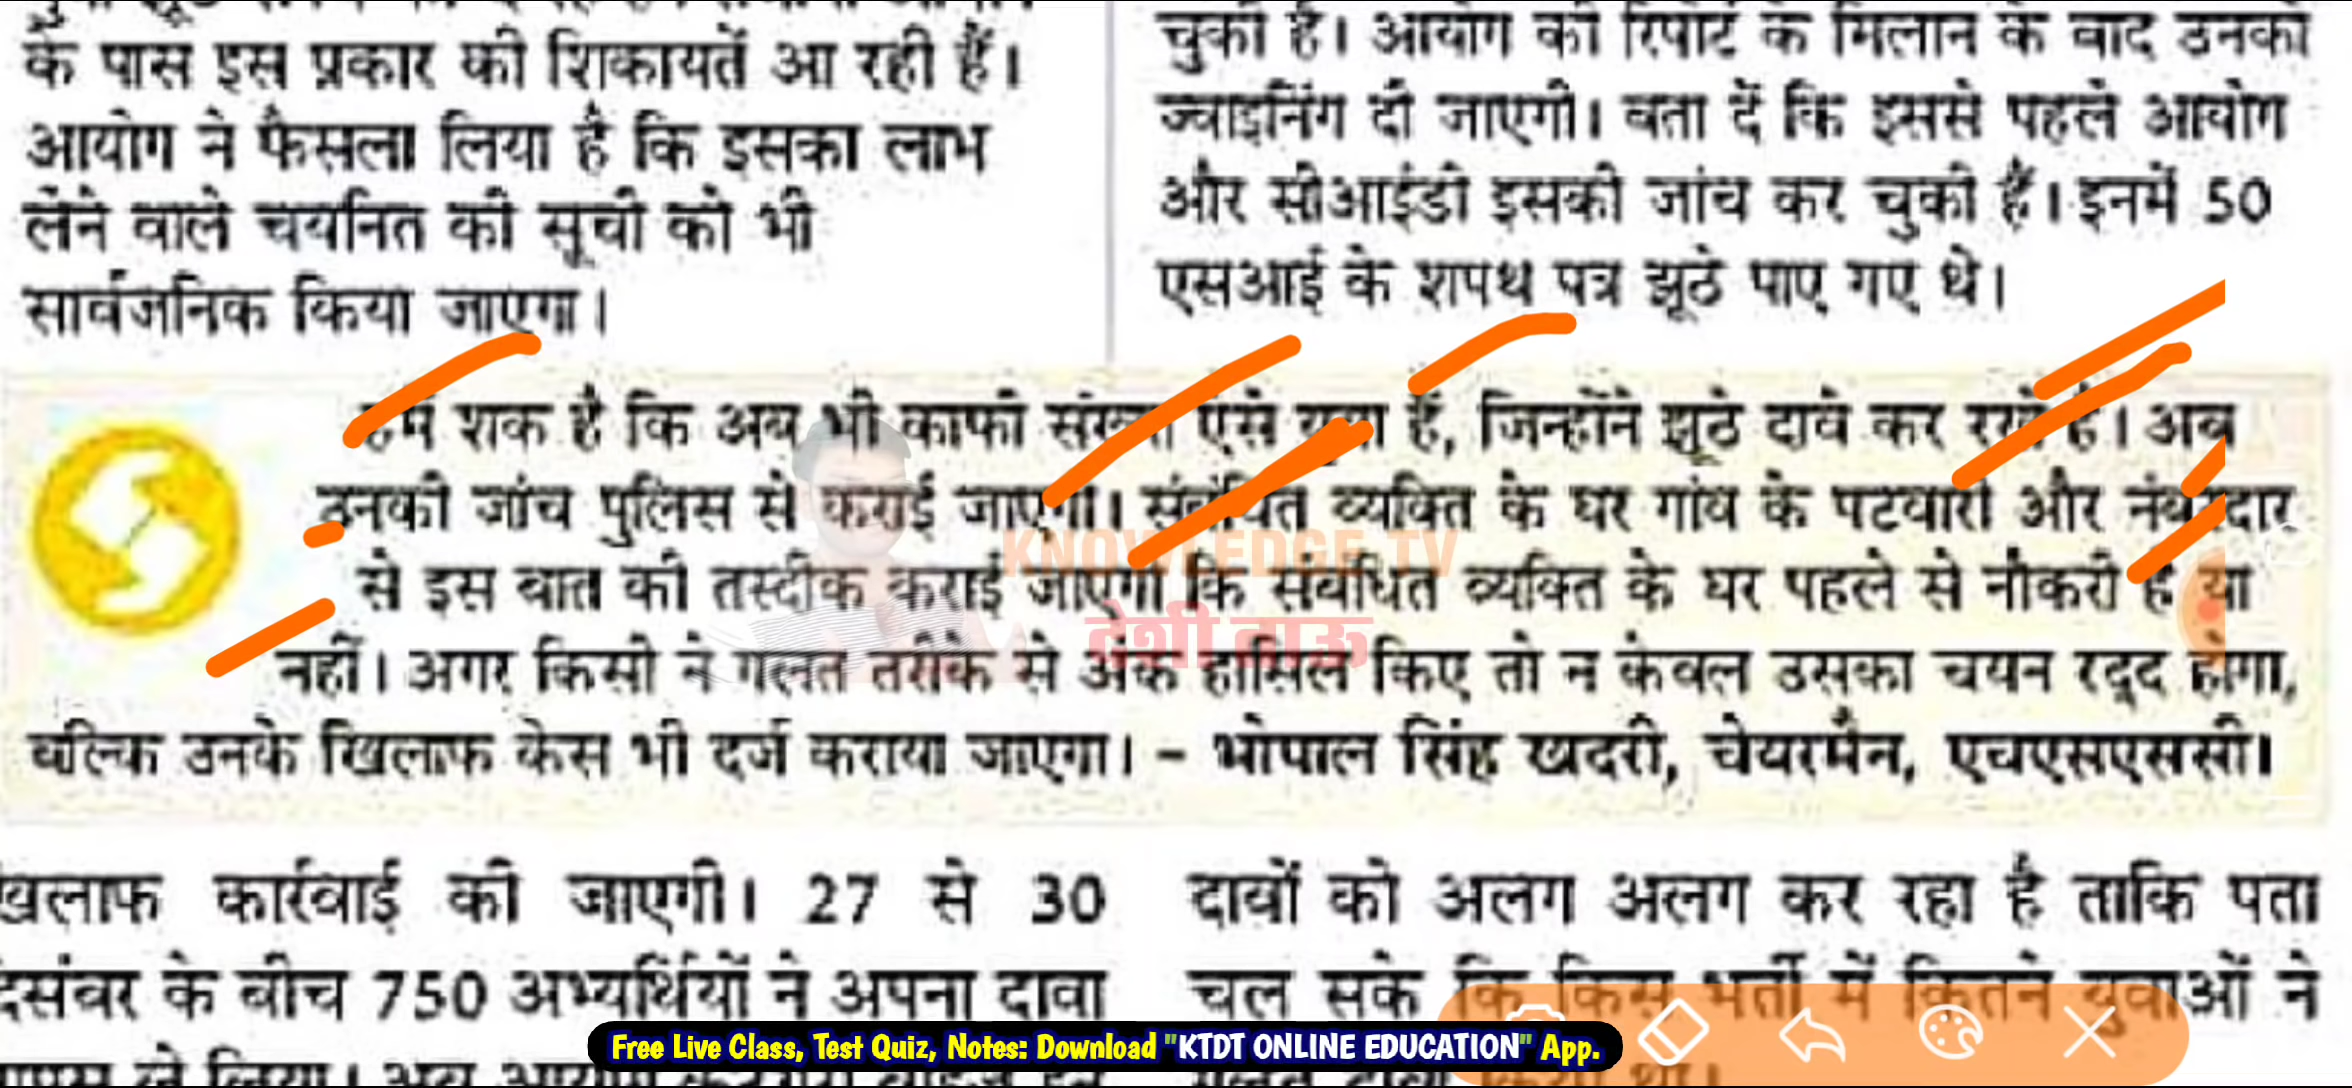 के पास इस प्रकार की शिकायतें आ रही हैं।
आयोग ने फैसला लिया है कि इसका लाभ
लेने वाले चयनित की सूची को भी
सार्वजनिक किया जाएगा।
चुकी है। आयोग की रिपोर्ट के मिलान के बाद उनको
ज्वाइनिंग दी जाएगी। बता दें कि इससे पहले आयोग
और सीआईडी इसकी जांच कर चुकी हैं। इनमें 50
एसआई के शपथ पत्र झूठे पाए गए थे।
हमें शक है कि अब भी काफी संख्या ऐसे युवा हैं, जिन्होंने झूठे दावे कर रखे है। अब
उनकी जांच पुलिस से कराई जाएगी। संबंधित व्यक्ति के घर गांव के पटवारी और नंबरदार
से इस बात की तस्दीक कराई जाएगी कि संबंधित व्यक्ति के घर पहले से नौकरी है या
नहीं। अगर किसी ने गलत तरीके से अंक हासिल किए तो न केवल उसका चयन रद्द होगा,
बल्कि उनके खिलाफ केस भी दर्ज कराया जाएगा। - भोपाल सिंह खदरी, चेयरमैन, एचएसएससी।
KNOWLEDGE TV
देशी ताऊ
खिलाफ कार्रवाई की जाएगी। 27 से 30
दिसंबर के बीच 750 अभ्यर्थियों ने अपना दावा
दावों को अलग अलग कर रहा है ताकि पता
चल सके कि किस भर्ती में कितने युवाओं ने
Free Live Class, Test Quiz, Notes: Download "KTDT ONLINE EDUCATION" App.